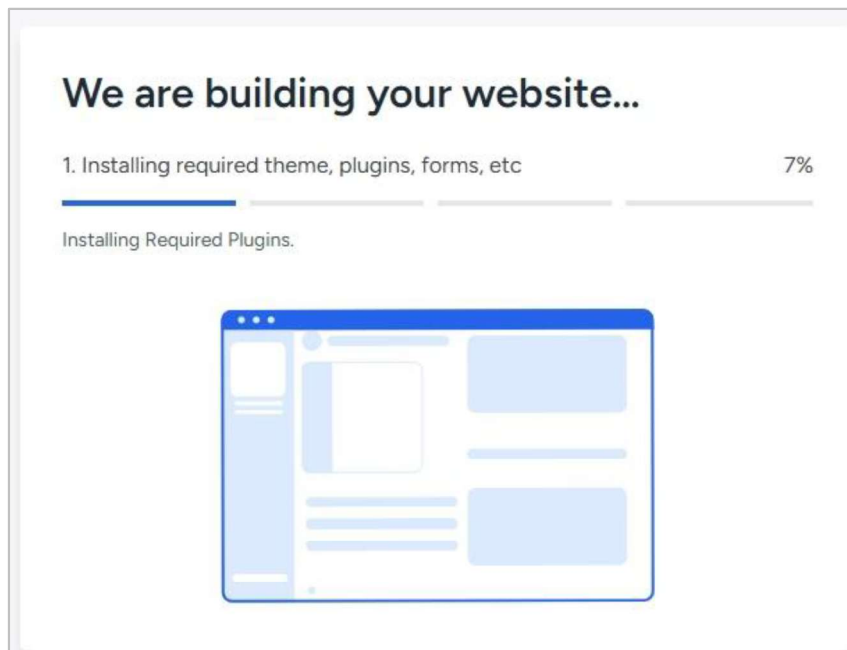 We are building your website...
1. Installing required theme, plugins, forms, etc 7%
Installing Required Plugins.